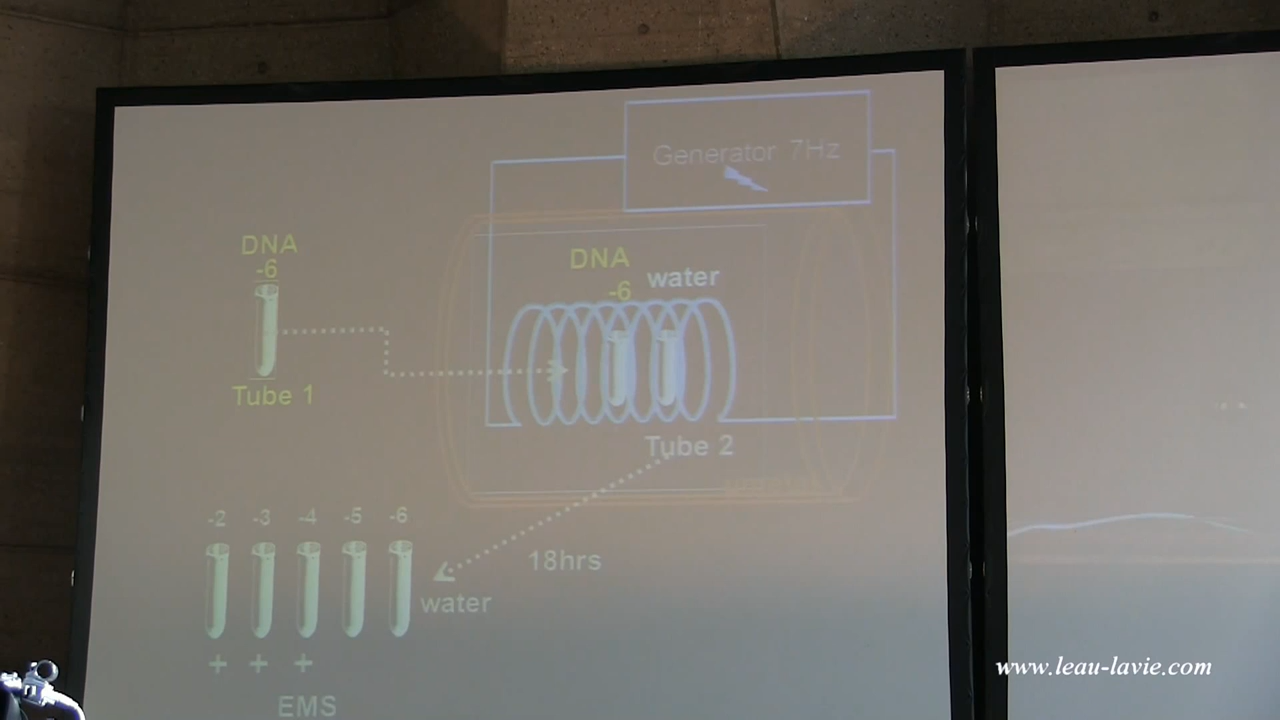 Generator 7Hz
DNA
-6
Tube 1
DNA
-6
water
Tube 2
18hrs
-2 -3 -4 -5 -6
water
+ + +
EMS
www.leau-lavie.com